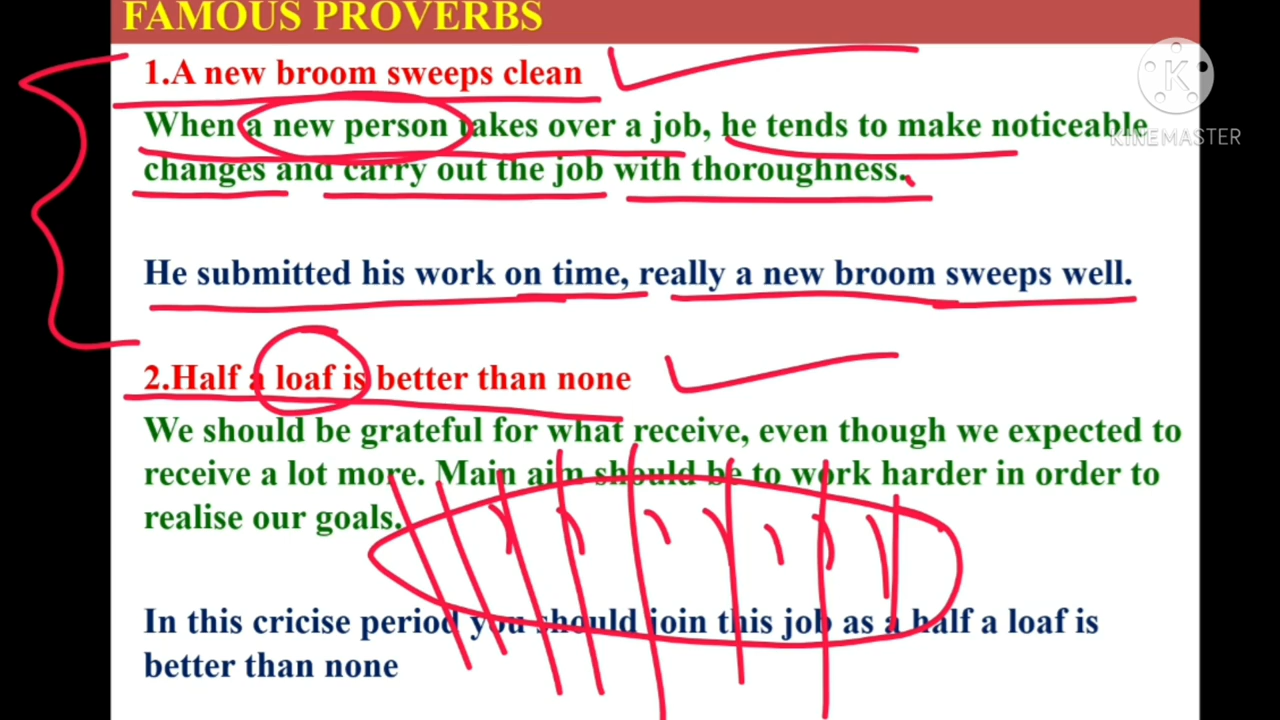 FAMOUS PROVERBS
1.A new broom sweeps clean
K
KINEMASTER
When a new person takes over a job, he tends to make noticeable
changes and carry out the job with thoroughness.
He submitted his work on time, really a new broom sweeps well.
2.Half a loaf is better than none
We should be grateful for what receive, even though we expected to
receive a lot more. Main aim should be to work harder in order to
realise our goals.
In this cricise period you should join this job as a half a loaf is
better than none